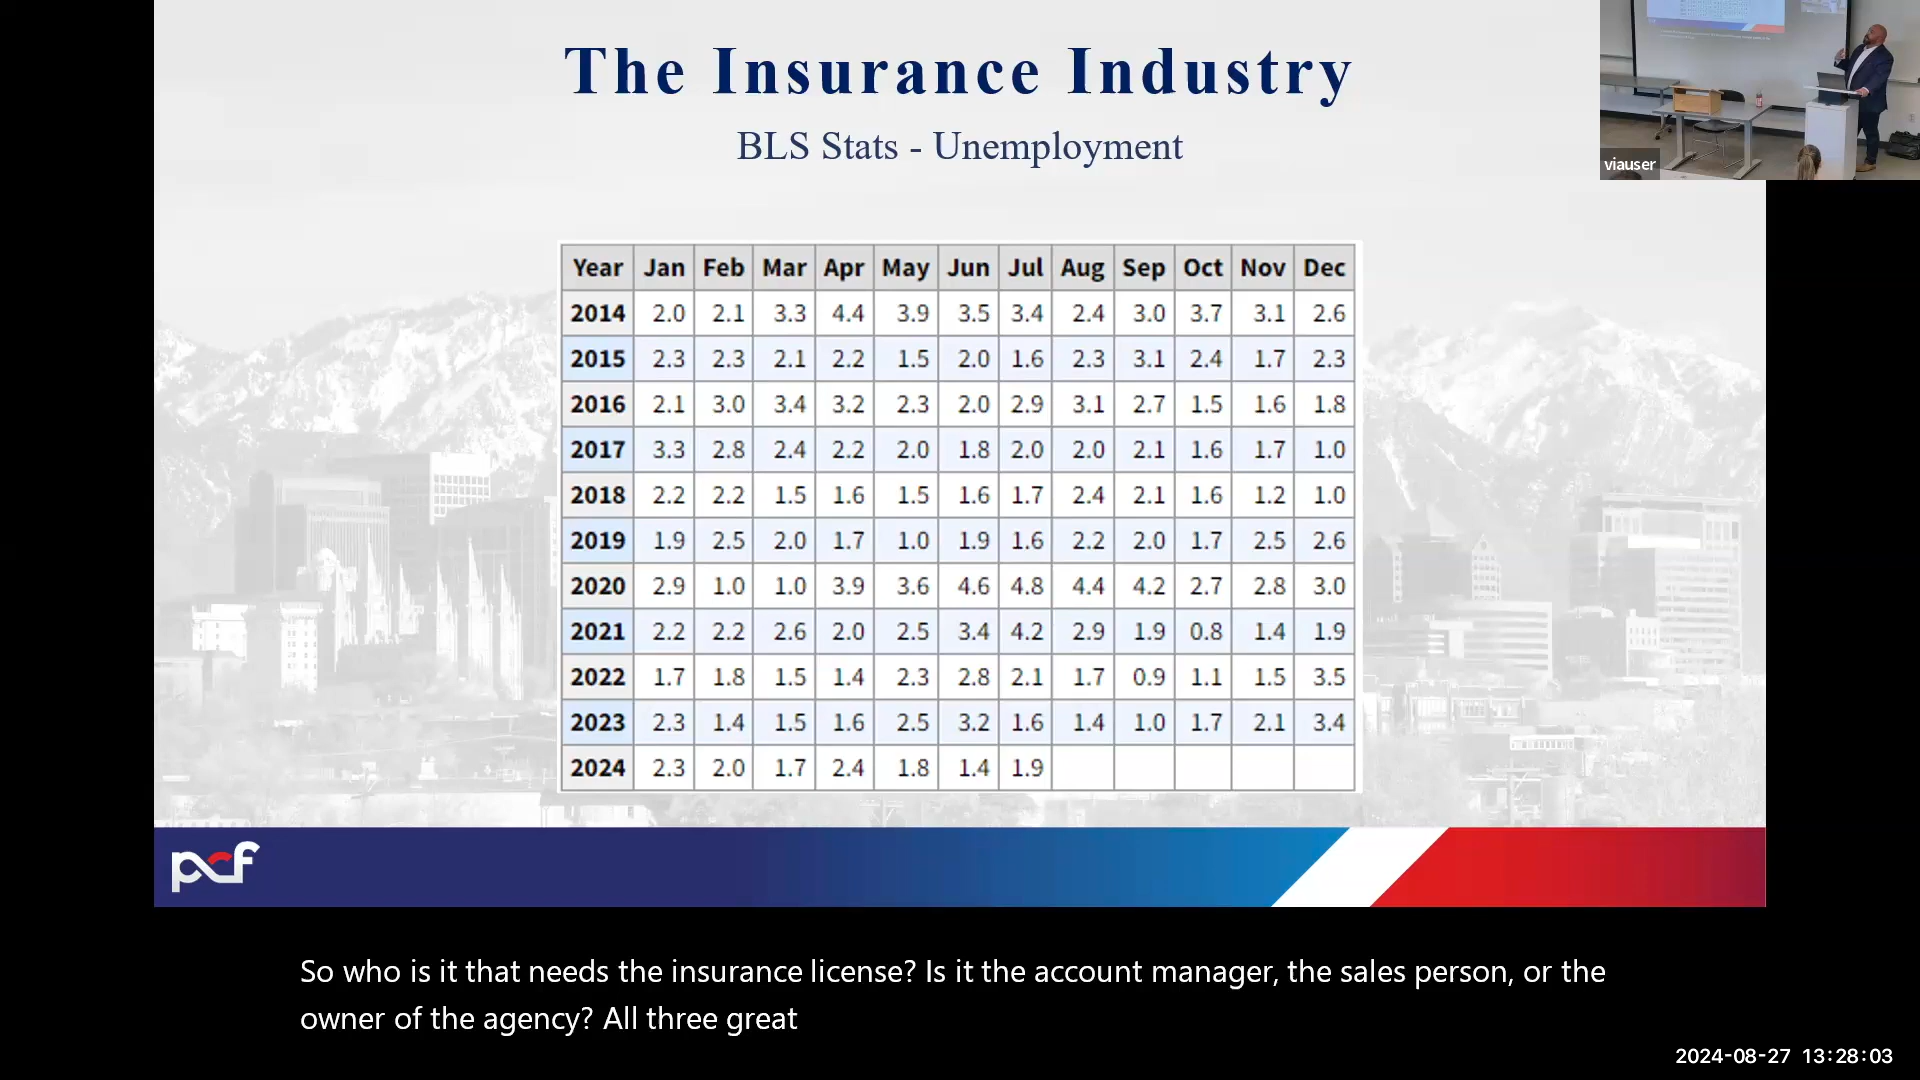 The Insurance Industry
BLS Stats - Unemployment
viauser
Year Jan Feb Mar Apr May Jun Jul Aug Sep Oct Nov Dec
2014 2.0 2.1 3.3 4.4 3.9 3.5 3.4 2.4 3.0 3.7 3.1 2.6
2015 2.3 2.3 2.1 2.2 1.5 2.0 1.6 2.3 3.1 2.4 1.7 2.3
2016 2.1 3.0 3.4 3.2 2.3 2.0 2.9 3.1 2.7 1.5 1.6 1.8
2017 3.3 2.8 2.4 2.2 2.0 1.8 2.0 2.0 2.1 1.6 1.7 1.0
2018 2.2 2.2 1.5 1.6 1.5 1.6 1.7 2.4 2.1 1.6 1.2 1.0
2019 1.9 2.5 2.0 1.7 1.0 1.9 1.6 2.2 2.0 1.7 2.5 2.6
2020 2.9 1.0 1.0 3.9 3.6 4.6 4.8 4.4 4.2 2.7 2.8 3.0
2021 2.2 2.2 2.6 2.0 2.5 3.4 4.2 2.9 1.9 0.8 1.4 1.9
2022 1.7 1.8 1.5 1.4 2.3 2.8 2.1 1.7 0.9 1.1 1.5 3.5
2023 2.3 1.4 1.5 1.6 2.5 3.2 1.6 1.4 1.0 1.7 2.1 3.4
2024 2.3 2.0 1.7 2.4 1.8 1.4 1.9
pcf
So who is it that needs the insurance license? Is it the account manager, the sales person, or the
owner of the agency? All three great
2024-08-27 13:28:03